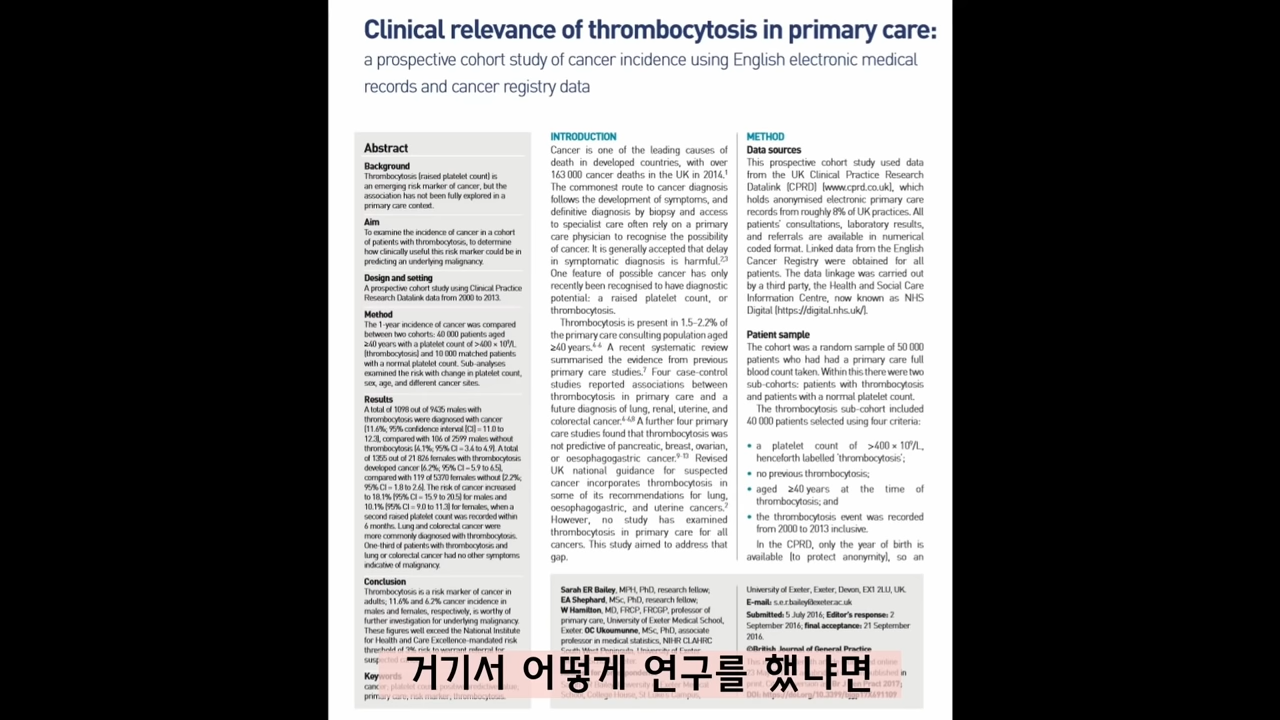 Clinical relevance of thrombocytosis in primary care:
a prospective cohort study of cancer incidence using English electronic medical
records and cancer registry data
Abstract
Background
Thrombocytosis (raised platelet count) is
an emerging risk marker of cancer, but the
association has not been fully explored in a
primary care context.
Aim
To examine the incidence of cancer in a cohort
of patients with thrombocytosis, to determine
how clinically useful this risk marker could be in
predicting an underlying malignancy.
Design and setting
A prospective cohort study using Clinical Practice
Research Datalink data from 2000 to 2013.
Method
The 1-year incidence of cancer was compared
between two cohorts: 40 000 patients aged
≥40 years with a platelet count of >400 × 10⁹/L
(thrombocytosis) and 10 000 matched patients
with a normal platelet count. Sub-analyses
examined the risk with change in platelet count,
sex, age, and different cancer sites.
Results
A total of 1098 out of 9435 males with
thrombocytosis were diagnosed with cancer
(11.6%; 95% confidence interval [CI] = 11.0 to
12.3), compared with 106 of 2599 males without
thrombocytosis (4.1%; 95% CI = 3.4 to 4.9). A total
of 1355 out of 21 826 females with thrombocytosis
developed cancer (6.2%; 95% CI = 5.9 to 6.5),
compared with 119 of 5370 females without (2.2%;
95% CI = 1.8 to 2.6). The risk of cancer increased
to 18.1% (95% CI = 15.9 to 20.5) for males and
10.1% (95% CI = 9.0 to 11.3) for females, when a
second raised platelet count was recorded within
6 months. Lung and colorectal cancer were
more commonly diagnosed with thrombocytosis.
One-third of patients with thrombocytosis and
lung or colorectal cancer had no other symptoms
indicative of malignancy.
Conclusion
Thrombocytosis is a risk marker of cancer in
adults; 11.6% and 6.2% cancer incidence in
males and females, respectively, is worthy of
further investigation for underlying malignancy.
These figures well exceed the National Institute
for Health and Care Excellence-mandated risk
threshold of 3% risk to warrant referral for
Keywords
INTRODUCTION
Cancer is one of the leading causes of
death in developed countries, with over
163 000 cancer deaths in the UK in 2014.¹
The commonest route to cancer diagnosis
follows the development of symptoms, and
definitive diagnosis by biopsy and access
to specialist care often rely on a primary
care physician to recognise the possibility
of cancer. It is generally accepted that delay
in symptomatic diagnosis is harmful.²,³
One feature of possible cancer has only
recently been recognised to have diagnostic
potential: a raised platelet count, or
thrombocytosis.
Thrombocytosis is present in 1.5–2.2% of
the primary care consulting population aged
≥40 years.⁴⁻⁶ A recent systematic review
summarised the evidence from previous
primary care studies.⁷ Four case-control
studies reported associations between
thrombocytosis in primary care and a
future diagnosis of lung, renal, uterine, and
colorectal cancer.⁴⁻⁶,⁸ A further four primary
care studies found that thrombocytosis was
not predictive of pancreatic, breast, ovarian,
or oesophagogastric cancer.⁹⁻¹³ Revised
UK national guidance for suspected
cancer incorporates thrombocytosis in
some of its recommendations for lung,
oesophagogastric, and uterine cancers.²
However, no study has examined
thrombocytosis in primary care for all
cancers. This study aimed to address that
gap.
METHOD
Data sources
This prospective cohort study used data
from the UK Clinical Practice Research
Datalink (CPRD) (www.cprd.co.uk), which
holds anonymised electronic primary care
records from roughly 8% of UK practices. All
patients' consultations, laboratory results,
and referrals are available in numerical
coded format. Linked data from the English
Cancer Registry were obtained for all
patients. The data linkage was carried out
by a third party, the Health and Social Care
Information Centre, now known as NHS
Digital (https://digital.nhs.uk/).
Patient sample
The cohort was a random sample of 50 000
patients who had had a primary care full
blood count taken. Within this there were two
sub-cohorts: patients with thrombocytosis
and patients with a normal platelet count.
The thrombocytosis sub-cohort included
40 000 patients selected using four criteria:
• a platelet count of >400 × 10⁹/L,
henceforth labelled 'thrombocytosis';
• no previous thrombocytosis;
• aged ≥40 years at the time of
thrombocytosis; and
• the thrombocytosis event was recorded
from 2000 to 2013 inclusive.
In the CPRD, only the year of birth is
available (to protect anonymity), so an
Sarah ER Bailey, MPH, PhD, research fellow;
EA Shephard, MSc, PhD, research fellow;
W Hamilton, MD, FRCP, FRCGP, professor of
primary care, University of Exeter Medical School,
Exeter. OC Ukoumunne, MSc, PhD, associate
professor in medical statistics, NIHR CLAHRC
University of Exeter, Exeter, Devon, EX1 2LU, UK.
E-mail: s.e.r.bailey@exeter.ac.uk
Submitted: 5 July 2016; Editor's response: 2
September 2016; final acceptance: 21 September
2016.
©British Journal of General Practice
거기서 어떻게 연구를 했냐면